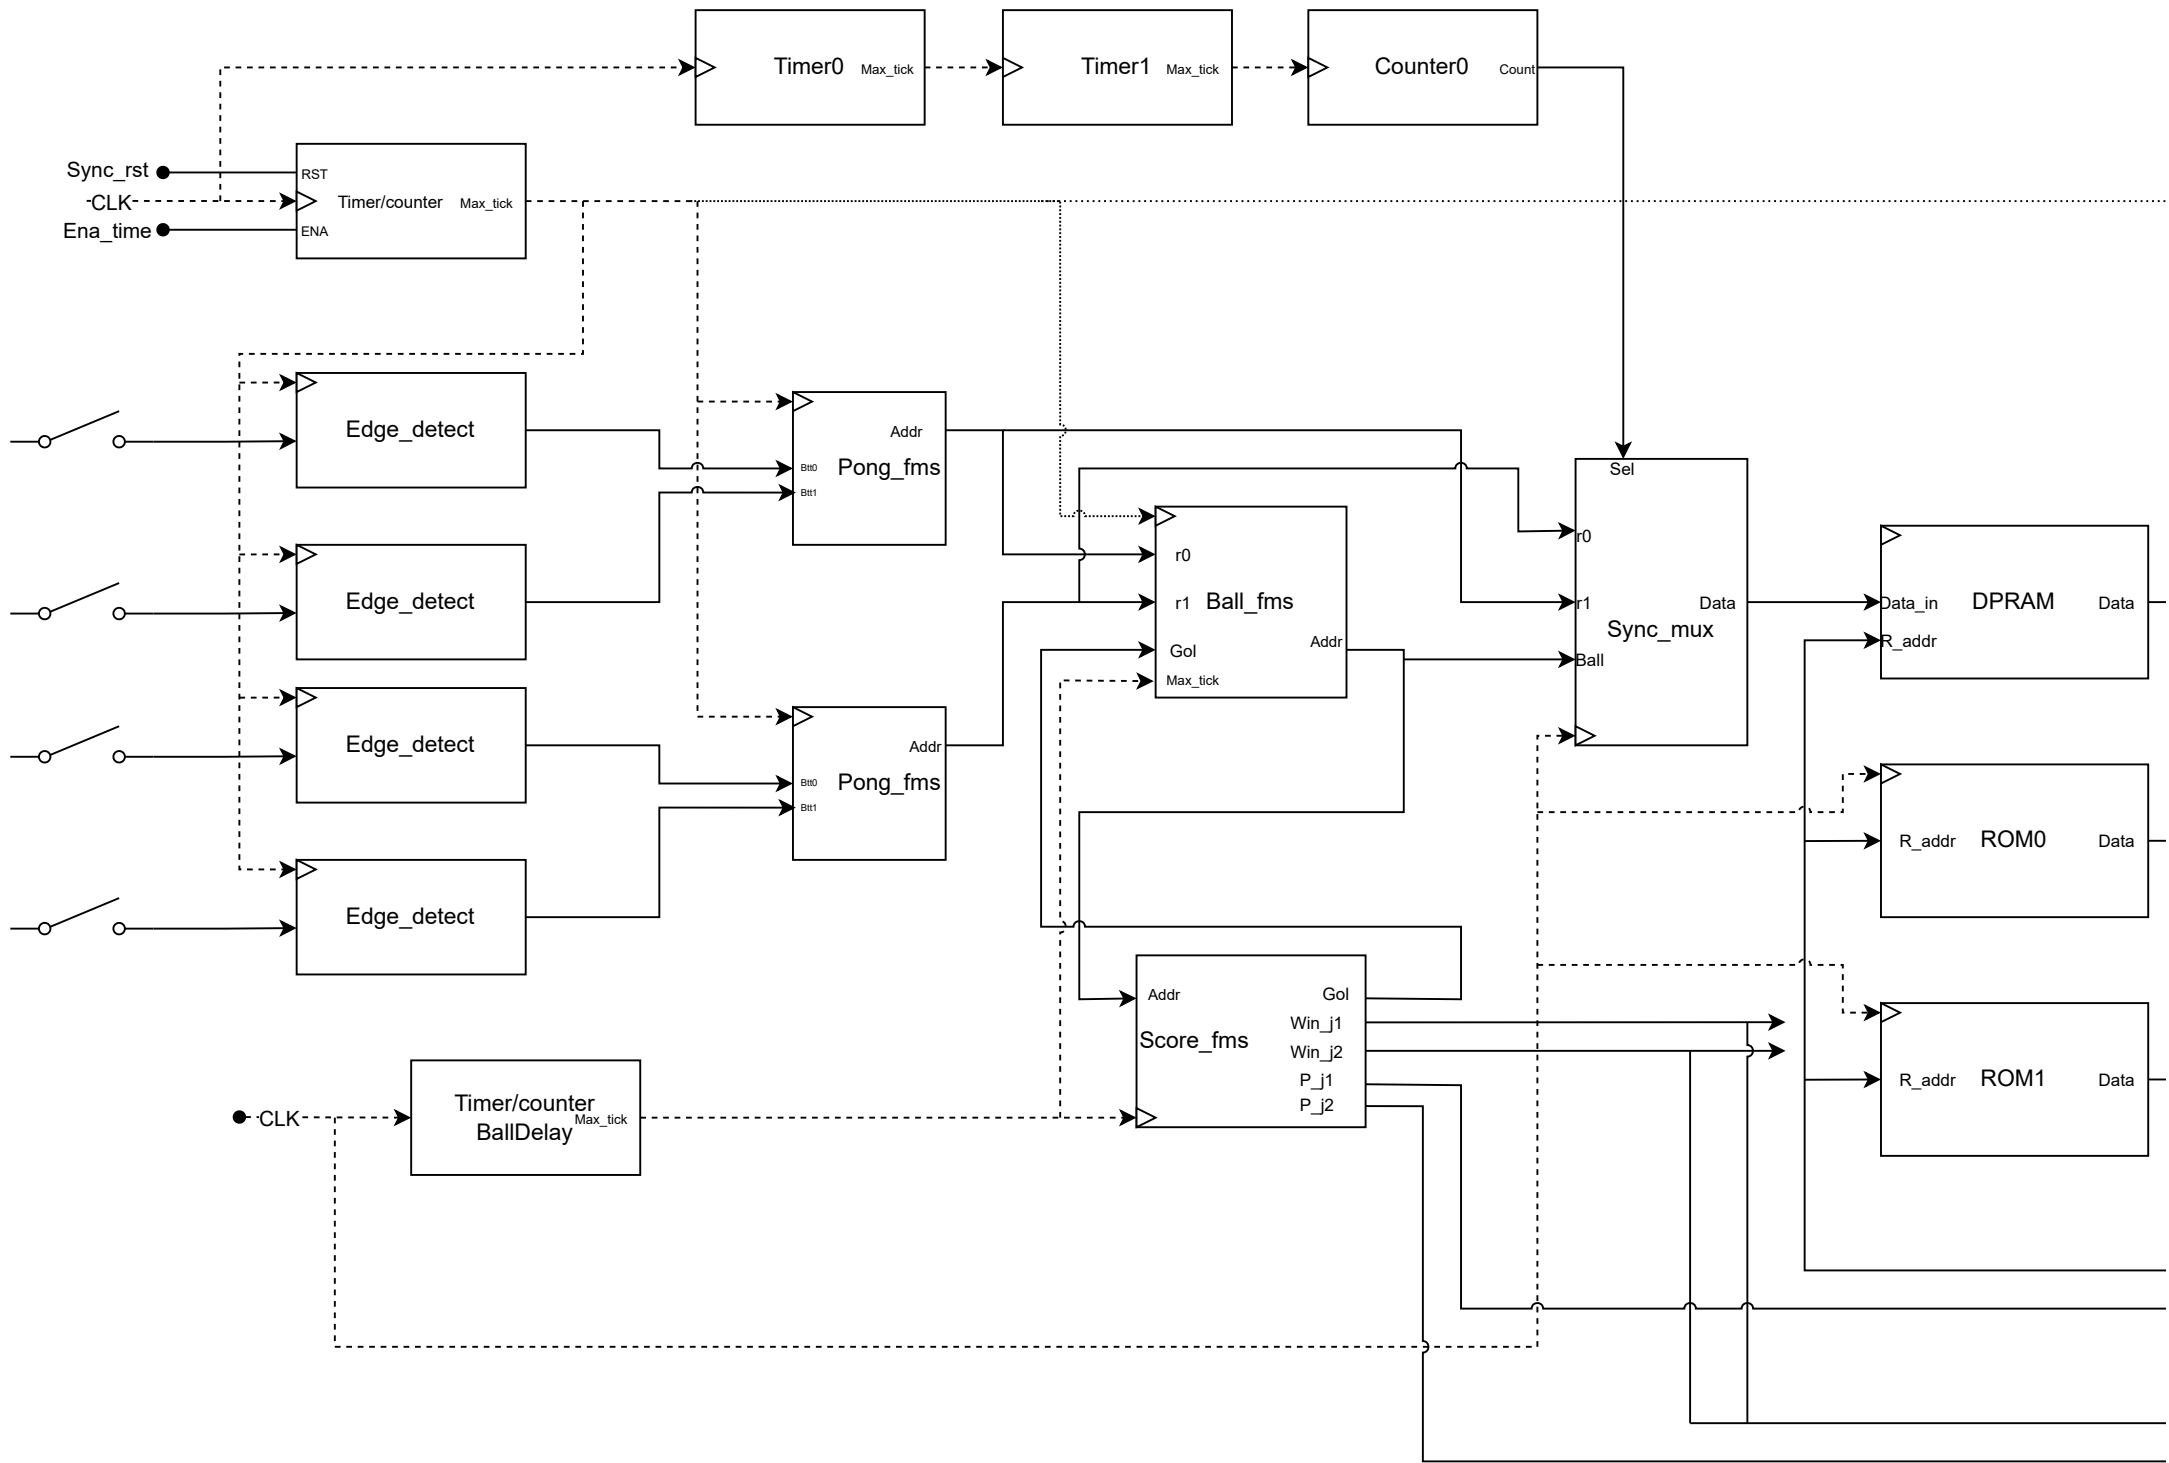 Timer0
Max_tick
Timer1
Max_tick
Counter0
Count
Sync_rst
CLK
Ena_time
RST
Timer/counter
Max_tick
ENA
Edge_detect
Edge_detect
Edge_detect
Edge_detect
Addr
Pong_fms
Btt0
Btt1
Addr
Pong_fms
Btt0
Btt1
r0
r1
Ball_fms
Gol
Addr
Max_tick
Sel
r0
r1
Data
Sync_mux
Ball
Data_in
DPRAM
Data
R_addr
R_addr
ROM0
Data
R_addr
ROM1
Data
Addr
Gol
Win_j1
Score_fms
Win_j2
P_j1
P_j2
CLK
Timer/counter
BallDelay
Max_tick